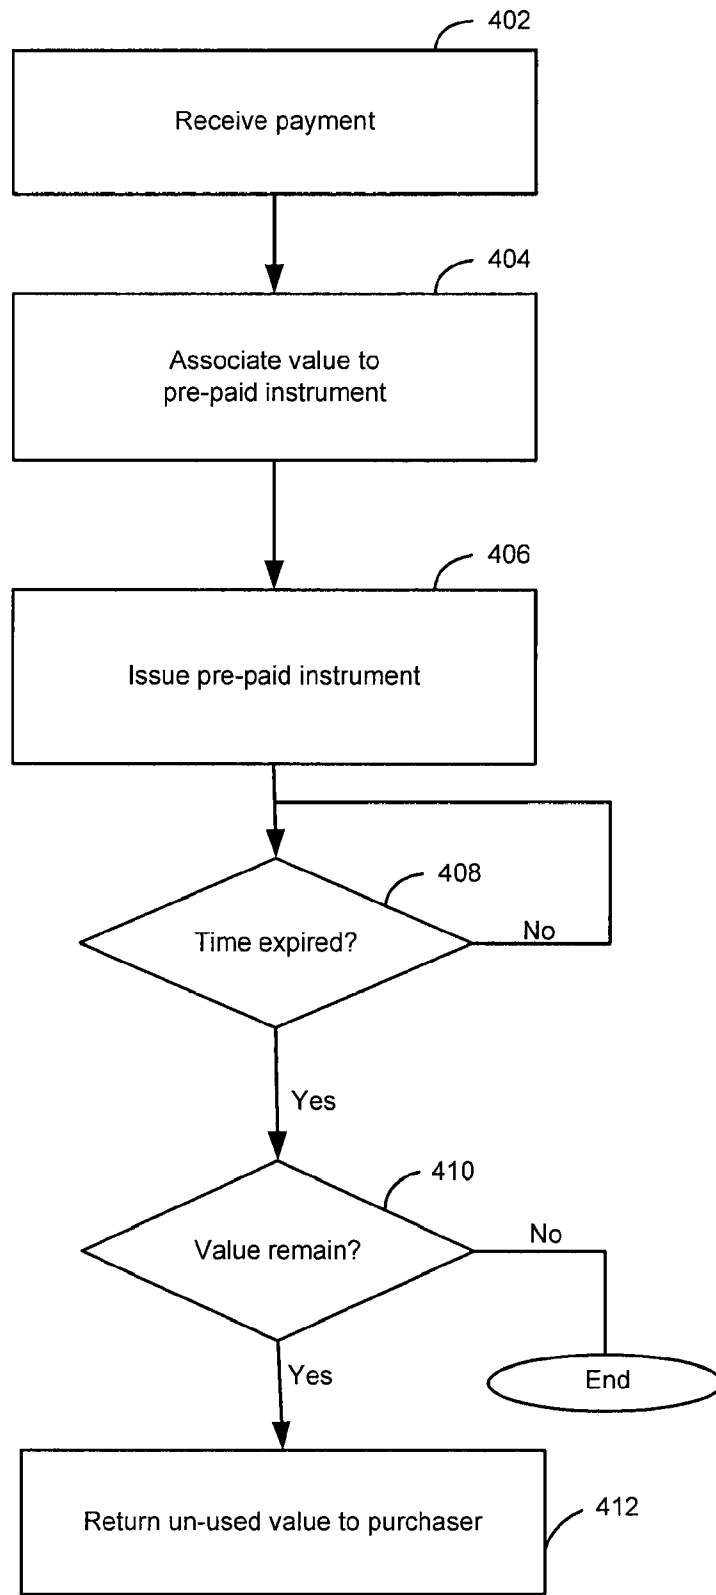 402
Receive payment
404
Associate value to
pre-paid instrument
406
Issue pre-paid instrument
408
Time expired?
No
Yes
410
Value remain?
No
Yes
End
Return un-used value to purchaser
412